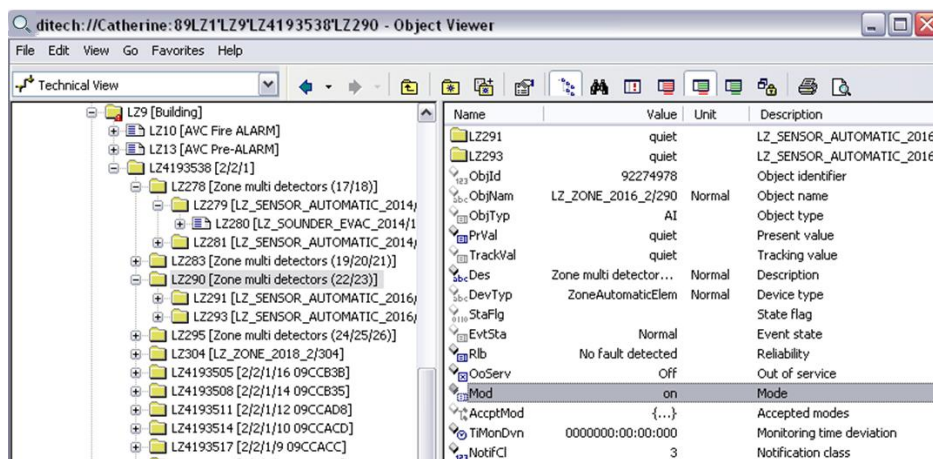 ditech://Catherine:89LZ1'LZ9'LZ4193538'LZ290 - Object Viewer
File Edit View Go Favorites Help
Technical View
LZ9 [Building]
LZ10 [AVC Fire ALARM]
LZ13 [AVC Pre-ALARM]
LZ4193538 [2/2/1]
LZ278 [Zone multi detectors (17/18)]
LZ279 [LZ_SENSOR_AUTOMATIC_2014/
LZ280 [LZ_SOUNDER_EVAC_2014/1
LZ281 [LZ_SENSOR_AUTOMATIC_2014/
LZ283 [Zone multi detectors (19/20/21)]
LZ290 [Zone multi detectors (22/23)]
LZ291 [LZ_SENSOR_AUTOMATIC_2016/
LZ293 [LZ_SENSOR_AUTOMATIC_2016/
LZ295 [Zone multi detectors (24/25/26)]
LZ304 [LZ_ZONE_2018_2/304]
LZ4193505 [2/2/1/16 09CCB3B]
LZ4193508 [2/2/1/14 09CCB35]
LZ4193511 [2/2/1/12 09CCAD8]
LZ4193514 [2/2/1/10 09CCACD]
LZ4193517 [2/2/1/9 09CCACC]
Name Value Unit Description
LZ291 quiet LZ_SENSOR_AUTOMATIC_2016
LZ293 quiet LZ_SENSOR_AUTOMATIC_2016
ObjId 92274978 Object identifier
ObjNam LZ_ZONE_2016_2/290 Normal Object name
ObjTyp AI Object type
PrVal quiet Present value
TrackVal quiet Tracking value
Des Zone multi detector... Normal Description
DevTyp ZoneAutomaticElem Normal Device type
StaFlg State flag
EvtSta Normal Event state
Rlb No fault detected Reliability
OoServ Off Out of service
Mod on Mode
AccptMod {...} Accepted modes
TiMonDvn 0000000:00:00:000 Monitoring time deviation
NotifCl 3 Notification class